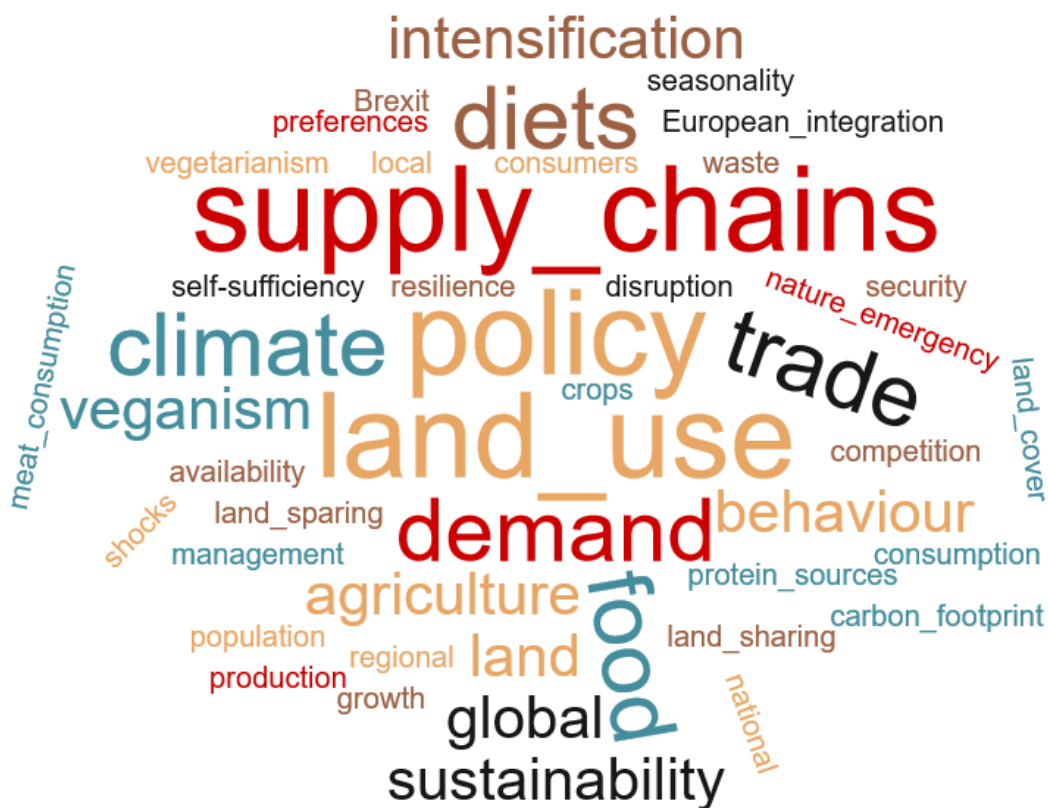 intensification
seasonality
Brexit
diets
preferences
European_integration
vegetarianism
local
consumers
waste
supply_chains
self-sufficiency
resilience
disruption
nature_emergency
security
meat_consumption
climate
policy
trade
veganism
crops
land_cover
land_use
competition
availability
shocks
land_sparing
demand
behaviour
management
consumption
protein_sources
agriculture
food
carbon_footprint
population
regional
land
land_sharing
production
growth
national
global
sustainability